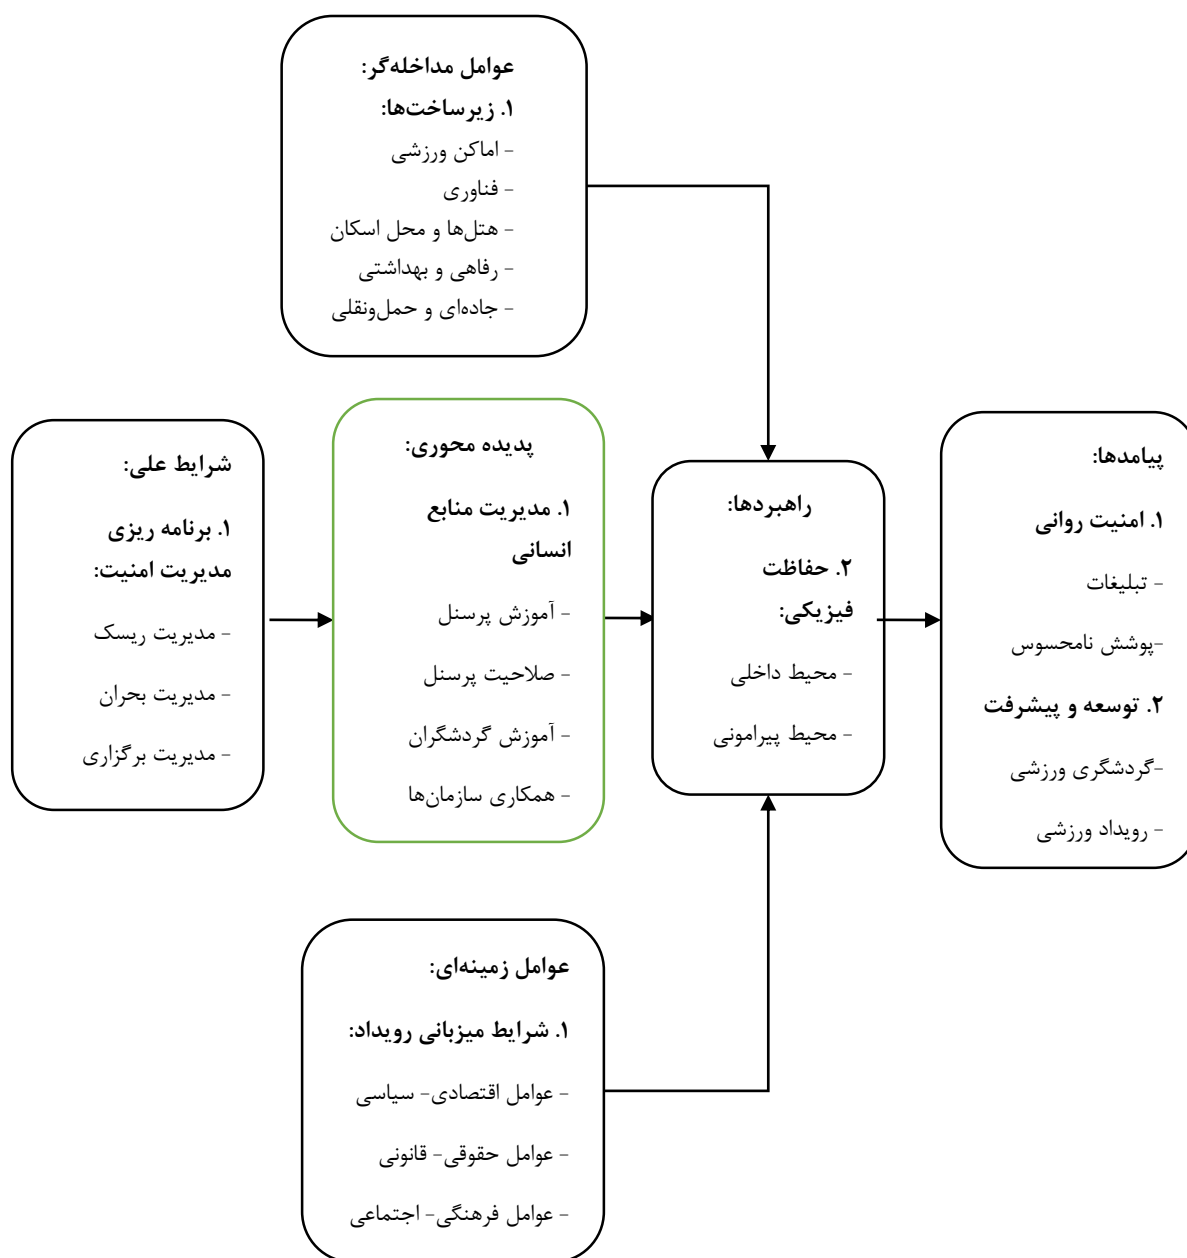 عوامل مداخله‌گر:
۱. زیرساخت‌ها:
- اماکن ورزشی
- فناوری
- هتل‌ها و محل اسکان
- رفاهی و بهداشتی
- جاده‌ای و حمل‌ونقلی
شرایط علی:
۱. برنامه ریزی
مدیریت امنیت:
- مدیریت ریسک
- مدیریت بحران
- مدیریت برگزاری
پدیده محوری:
۱. مدیریت منابع
انسانی
- آموزش پرسنل
- صلاحیت پرسنل
- آموزش گردشگران
- همکاری سازمان‌ها
راهبردها:
۲. حفاظت
فیزیکی:
- محیط داخلی
- محیط پیرامونی
پیامدها:
۱. امنیت روانی
- تبلیغات
-پوشش نامحسوس
۲. توسعه و پیشرفت
-گردشگری ورزشی
- رویداد ورزشی
عوامل زمینه‌ای:
۱. شرایط میزبانی رویداد:
- عوامل اقتصادی- سیاسی
- عوامل حقوقی- قانونی
- عوامل فرهنگی- اجتماعی